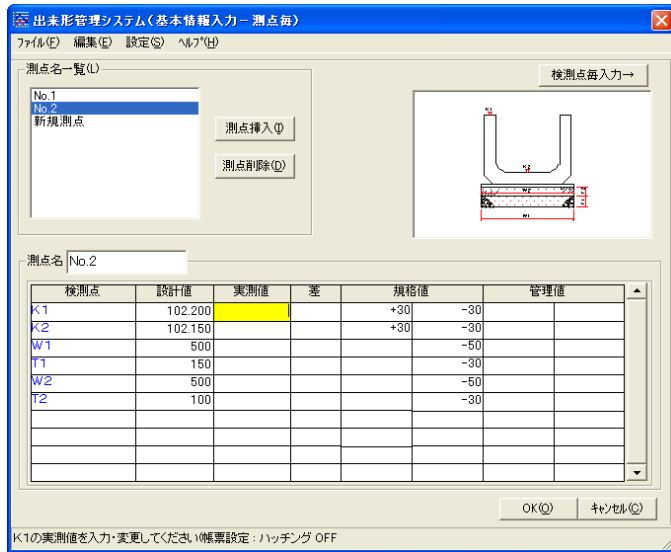 出来形管理システム(基本情報入力－測点毎)
ファイル(F) 編集(E) 設定(S) ヘルプ(H)
測点名一覧(L)
検測点毎入力→
No.1
No.2
新規測点
測点挿入(I)
測点削除(D)
K1
K2
W2
W1
測点名 No.2
検測点 設計値 実測値 差 規格値 管理値
K1 102.200 +30 -30
K2 102.150 +30 -30
W1 500 -50
T1 150 -30
W2 500 -50
T2 100 -30
OK(O) キャンセル(C)
K1の実測値を入力・変更してください(帳票設定：ハッチング OFF